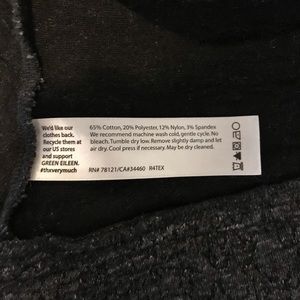 We'd like our
clothes back.
Recycle them at
our US stores
and support
GREEN EILEEN.
#thxverymuch
65% Cotton, 20% Polyester, 12% Nylon, 3% Spandex
We recommend machine wash cold, gentle cycle. No
bleach. Tumble dry low. Remove slightly damp and let
air dry. Cool press if necessary. May be dry cleaned.
RN# 78121/CA#34460 R4TEX